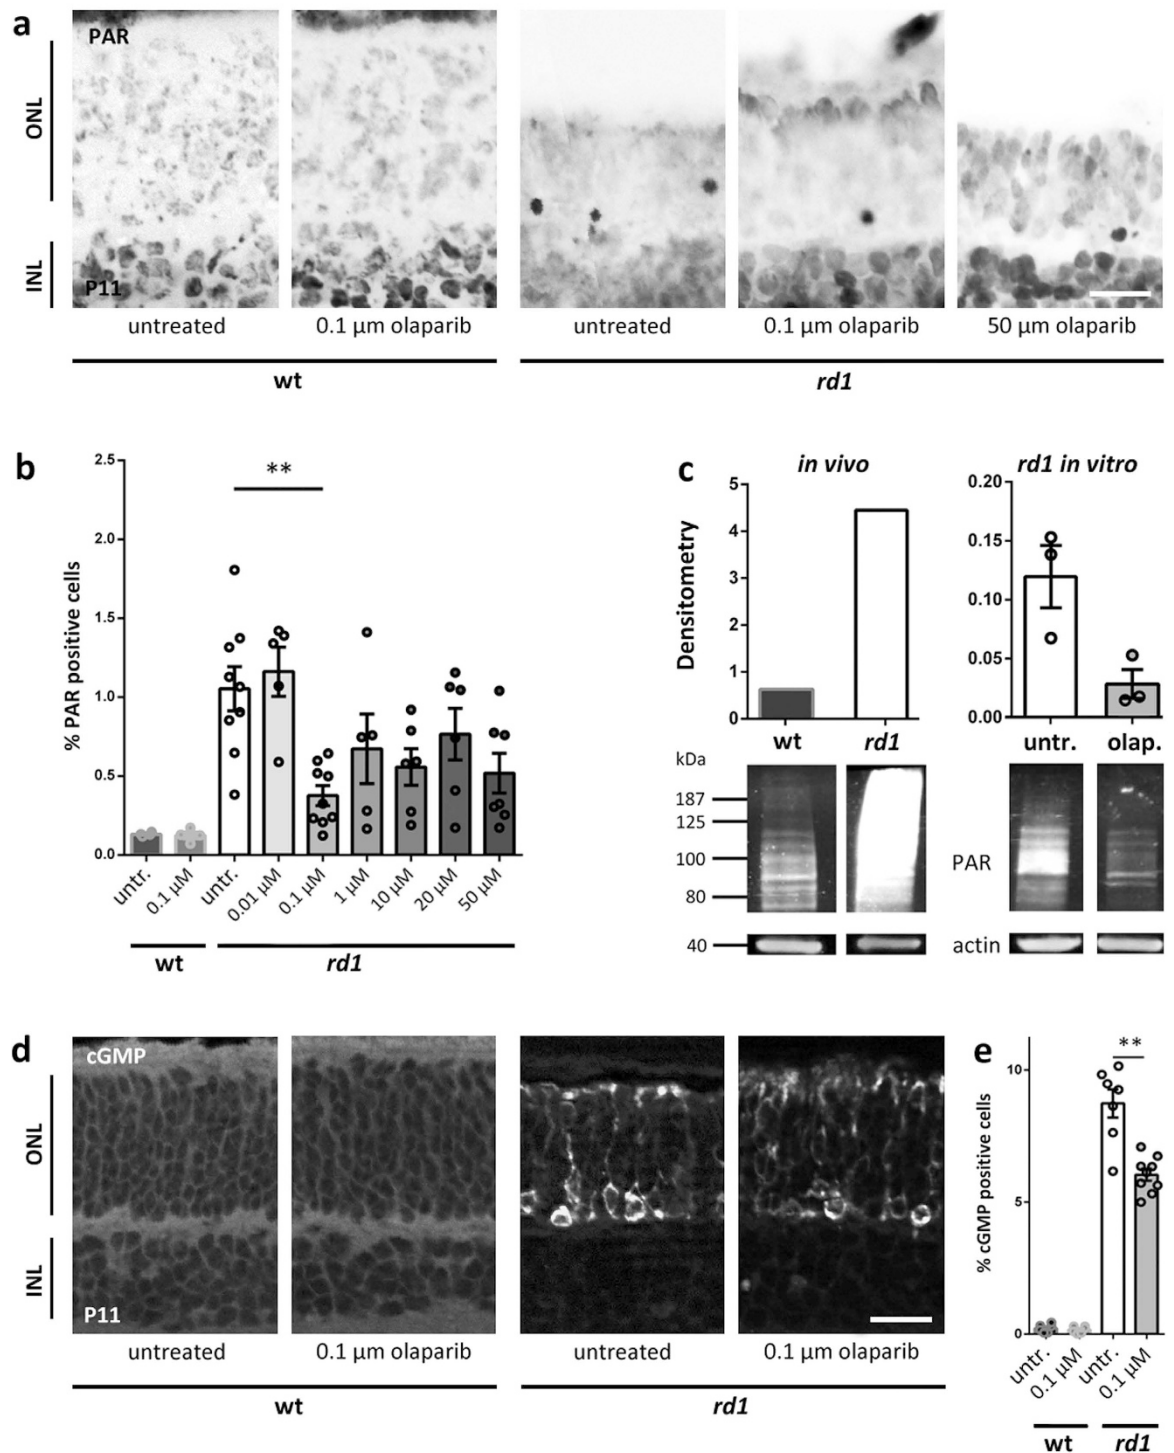 a
PAR
ONL
INL
P11
untreated
0.1 µm olaparib
untreated
0.1 µm olaparib
50 µm olaparib
wt
rd1
b
% PAR positive cells
2.5
2.0
1.5
1.0
0.5
0.0
**
untr.
0.1 µM
untr.
0.01 µM
0.1 µM
1 µM
10 µM
20 µM
50 µM
wt
rd1
c
in vivo
rd1 in vitro
Densitometry
5
4
3
2
1
0
wt
rd1
0.20
0.15
0.10
0.05
0.00
untr.
olap.
kDa
187
125
100
80
40
PAR
actin
d
cGMP
ONL
INL
P11
untreated
0.1 µm olaparib
untreated
0.1 µm olaparib
wt
rd1
e
**
% cGMP positive cells
10
5
0
untr.
0.1 µM
untr.
0.1 µM
wt
rd1